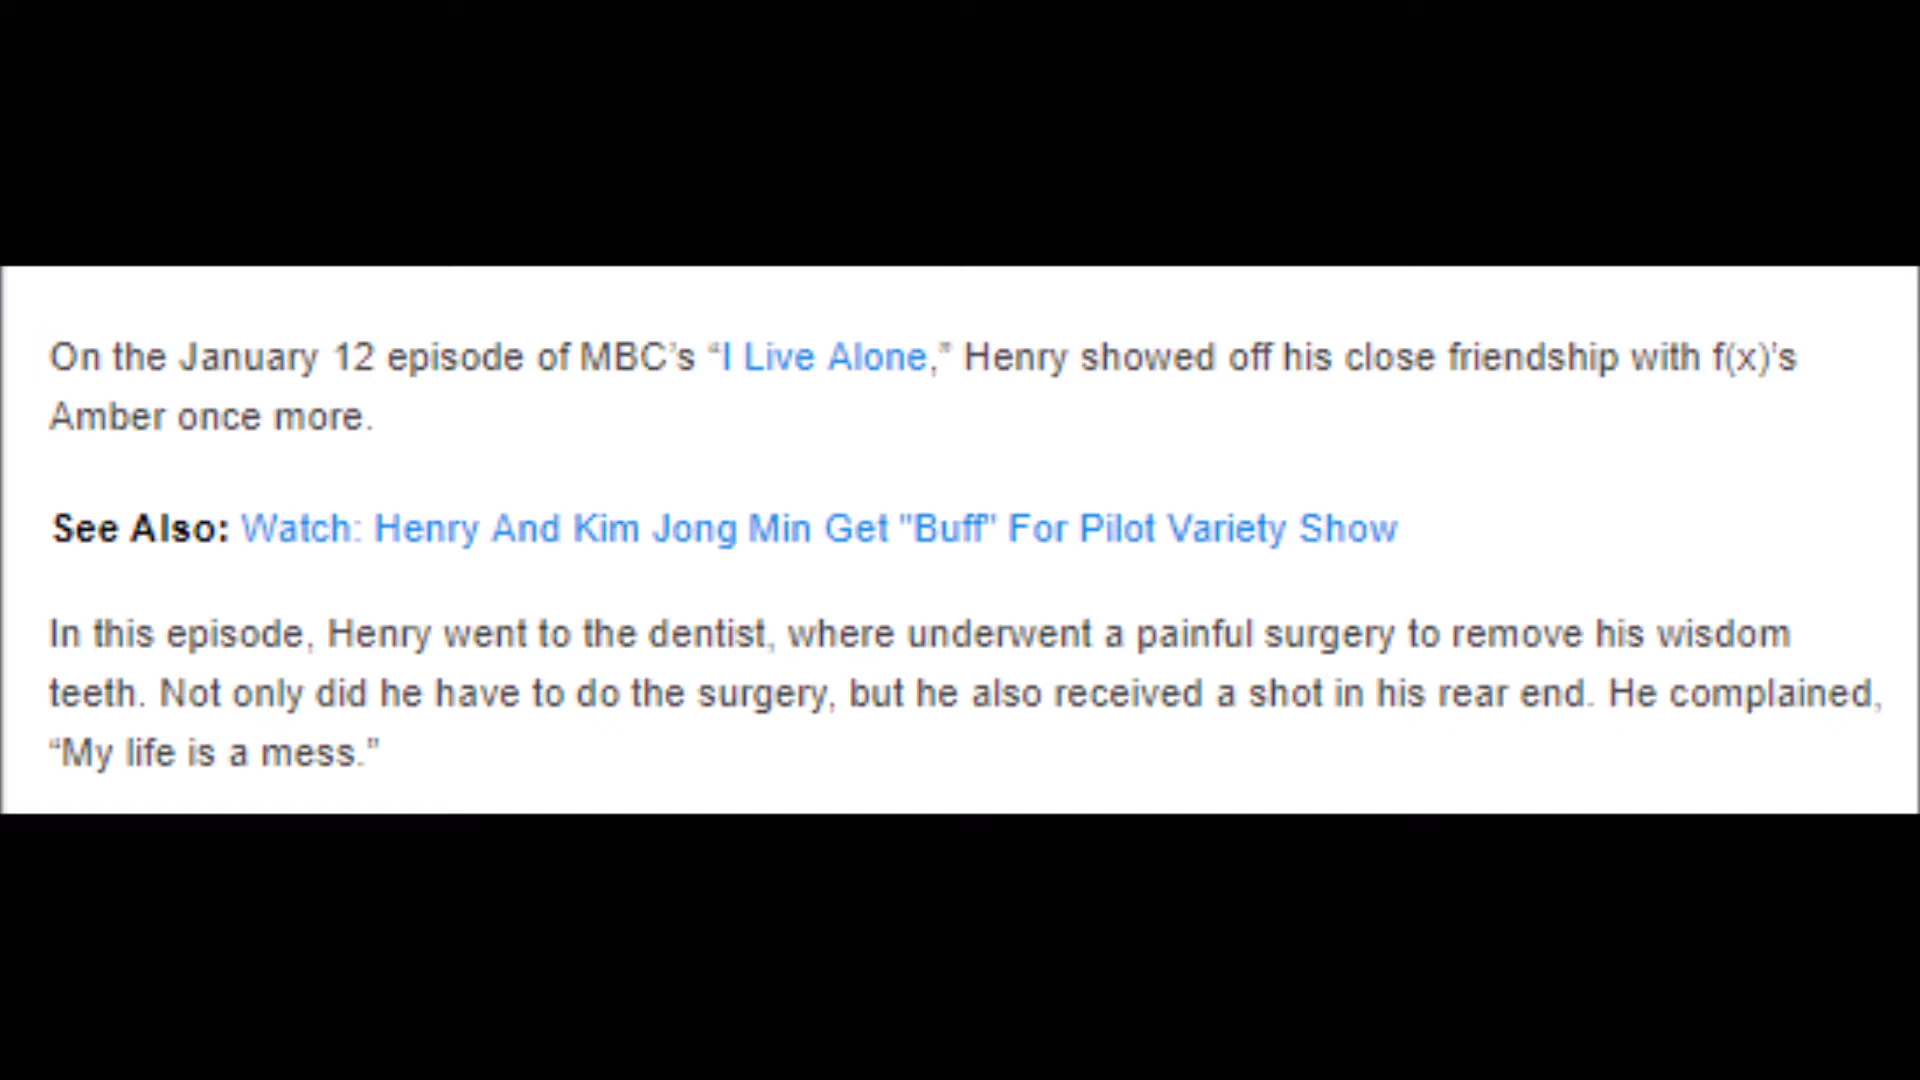 On the January 12 episode of MBC’s “I Live Alone,” Henry showed off his close friendship with f(x)’s
Amber once more.
See Also: Watch: Henry And Kim Jong Min Get "Buff" For Pilot Variety Show
In this episode, Henry went to the dentist, where underwent a painful surgery to remove his wisdom
teeth. Not only did he have to do the surgery, but he also received a shot in his rear end. He complained,
“My life is a mess.”